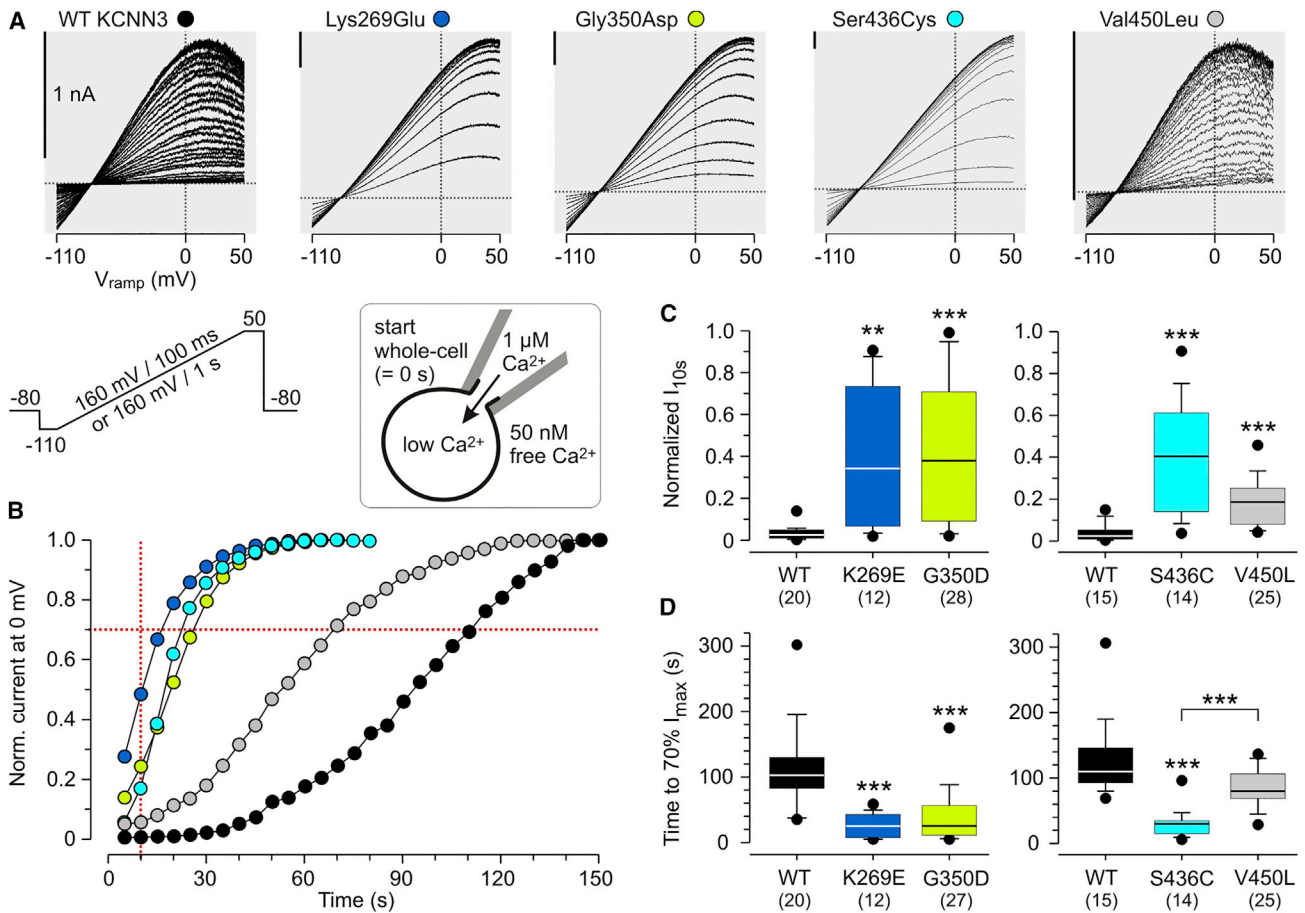 A
WT KCNN3
Lys269Glu
Gly350Asp
Ser436Cys
Val450Leu
1 nA
-110 0 50
-110 0 50
-110 0 50
-110 0 50
-110 0 50
Vramp (mV)
-80
-110
160 mV / 100 ms
or 160 mV / 1 s
50
-80
start
whole-cell
(= 0 s)
1 µM
Ca2+
low Ca2+
50 nM
free Ca2+
B
Norm. current at 0 mV
1.0
0.8
0.6
0.4
0.2
0
0 30 60 90 120 150
Time (s)
C
Normalized I10s
1.0
0.8
0.6
0.4
0.2
0
** ***
WT K269E G350D
(20) (12) (28)
1.0
0.8
0.6
0.4
0.2
0
*** ***
WT S436C V450L
(15) (14) (25)
D
Time to 70% Imax (s)
300
200
100
0
*** ***
WT K269E G350D
(20) (12) (27)
300
200
100
0
***
***
WT S436C V450L
(15) (14) (25)